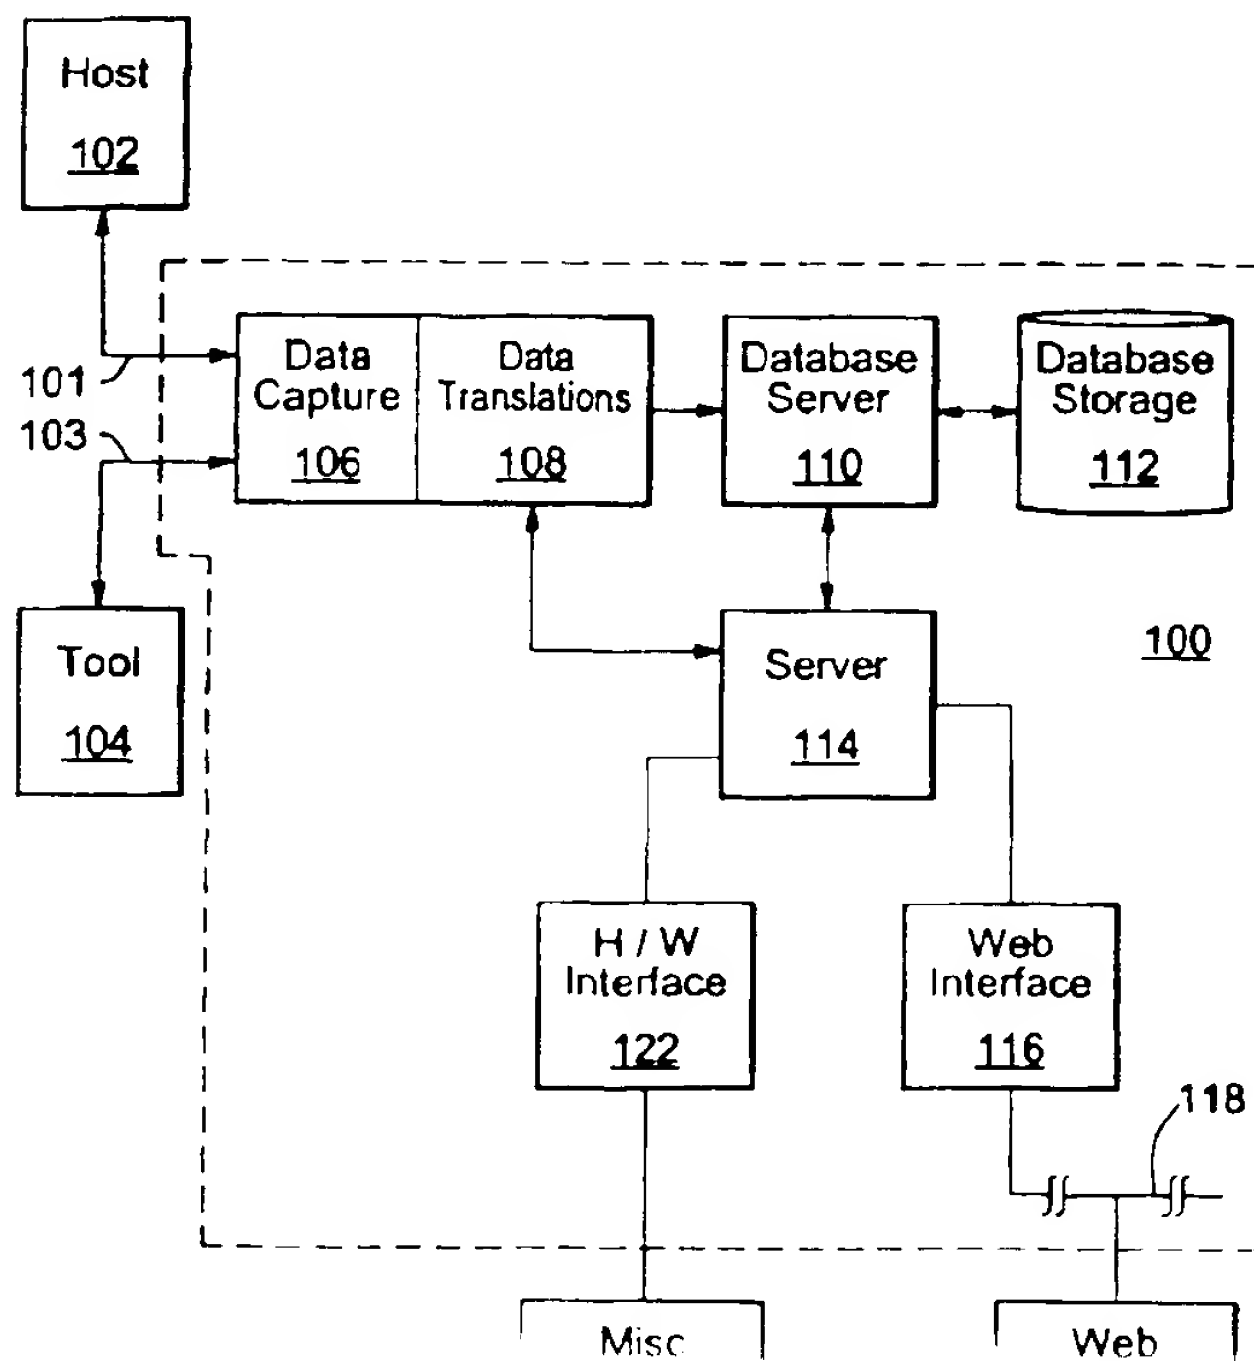 Host
102
101
103
Data
Capture
106
Data
Translations
108
Database
Server
110
Database
Storage
112
Tool
104
Server
114
100
H / W
Interface
122
Web
Interface
116
118
Misc
Web